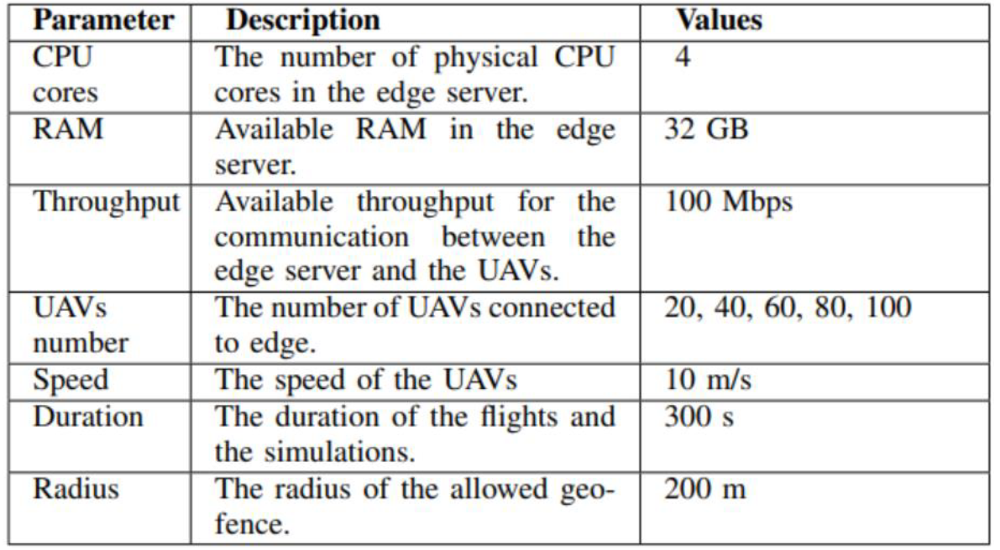 Parameter Description Values
CPU The number of physical CPU 4
cores cores in the edge server.
RAM Available RAM in the edge 32 GB
server.
Throughput Available throughput for the 100 Mbps
communication between the
edge server and the UAVs.
UAVs The number of UAVs connected 20, 40, 60, 80, 100
number to edge.
Speed The speed of the UAVs 10 m/s
Duration The duration of the flights and 300 s
the simulations.
Radius The radius of the allowed geo- 200 m
fence.